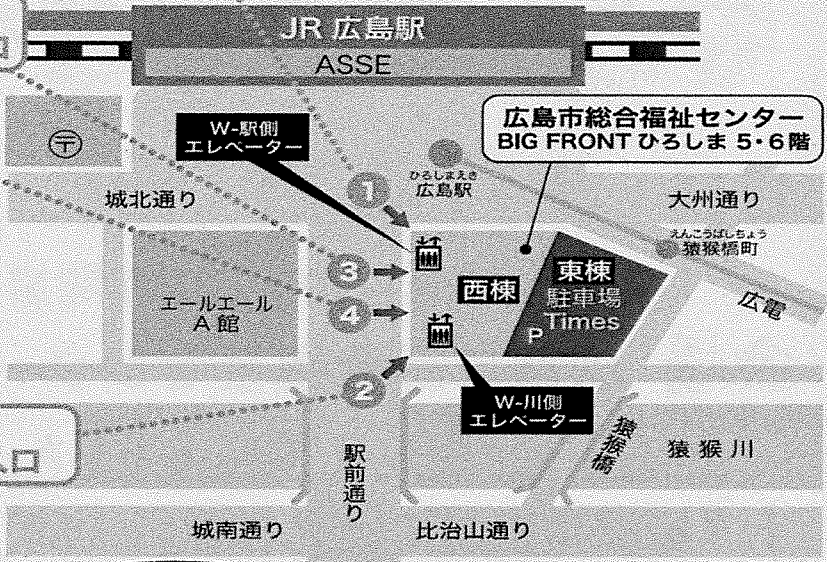 JR 広島駅
ASSE
口
W-駅側
エレベーター
広島市総合福祉センター
BIG FRONT ひろしま 5・6階
〒
ひろしまえき
広島駅
城北通り
大州通り
1
えんこうばしちょう
猿猴橋町
3
西棟
東棟
駐車場
Times
P
広電
エールエール
A 館
4
2
W-川側
エレベーター
入口
駅前通り
猿猴橋
猿猴川
城南通り
比治山通り